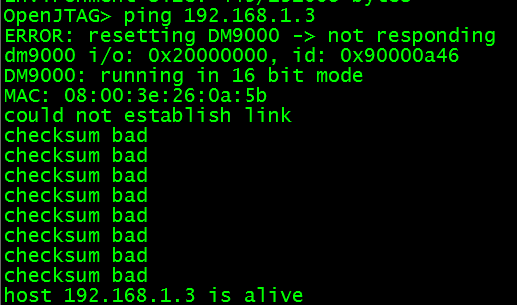 OpenJTAG> ping 192.168.1.3
ERROR: resetting DM9000 -> not responding
dm9000 i/o: 0x20000000, id: 0x90000a46
DM9000: running in 16 bit mode
MAC: 08:00:3e:26:0a:5b
could not establish link
checksum bad
checksum bad
checksum bad
checksum bad
checksum bad
checksum bad
checksum bad
checksum bad
host 192.168.1.3 is alive